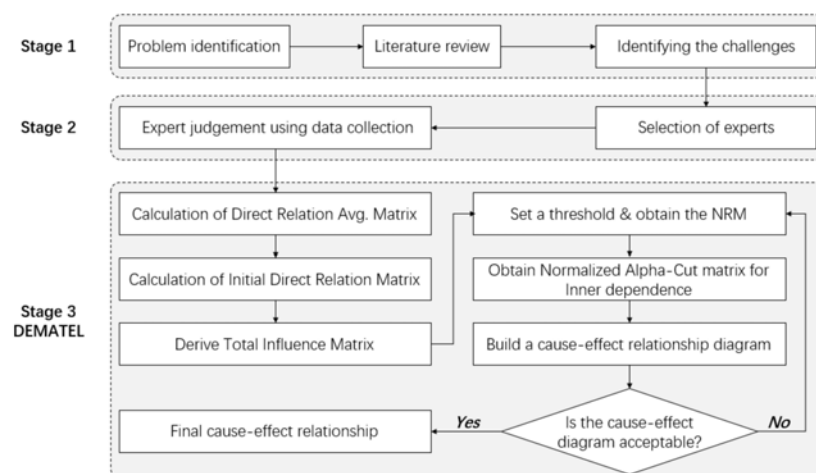 Stage 1
Problem identification
Literature review
Identifying the challenges
Stage 2
Expert judgement using data collection
Selection of experts
Stage 3
DEMATEL
Calculation of Direct Relation Avg. Matrix
Calculation of Initial Direct Relation Matrix
Derive Total Influence Matrix
Set a threshold & obtain the NRM
Obtain Normalized Alpha-Cut matrix for
Inner dependence
Build a cause-effect relationship diagram
Is the cause-effect
diagram acceptable?
Yes
No
Final cause-effect relationship